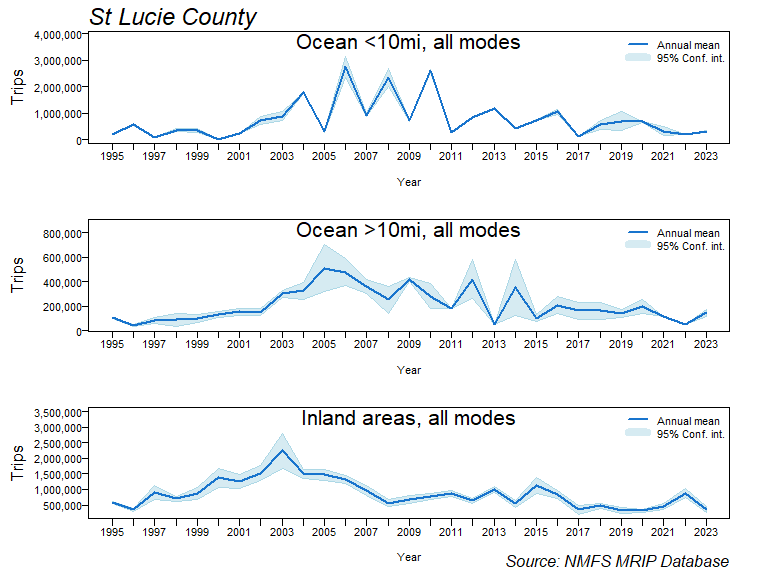 St Lucie County
Ocean <10mi, all modes
Annual mean
95% Conf. int.
Trips
4,000,000
3,000,000
2,000,000
1,000,000
0
1995 1997 1999 2001 2003 2005 2007 2009 2011 2013 2015 2017 2019 2021 2023
Year
Ocean >10mi, all modes
Annual mean
95% Conf. int.
Trips
800,000
600,000
400,000
200,000
0
1995 1997 1999 2001 2003 2005 2007 2009 2011 2013 2015 2017 2019 2021 2023
Year
Inland areas, all modes
Annual mean
95% Conf. int.
Trips
3,500,000
3,000,000
2,500,000
2,000,000
1,500,000
1,000,000
500,000
1995 1997 1999 2001 2003 2005 2007 2009 2011 2013 2015 2017 2019 2021 2023
Year
Source: NMFS MRIP Database